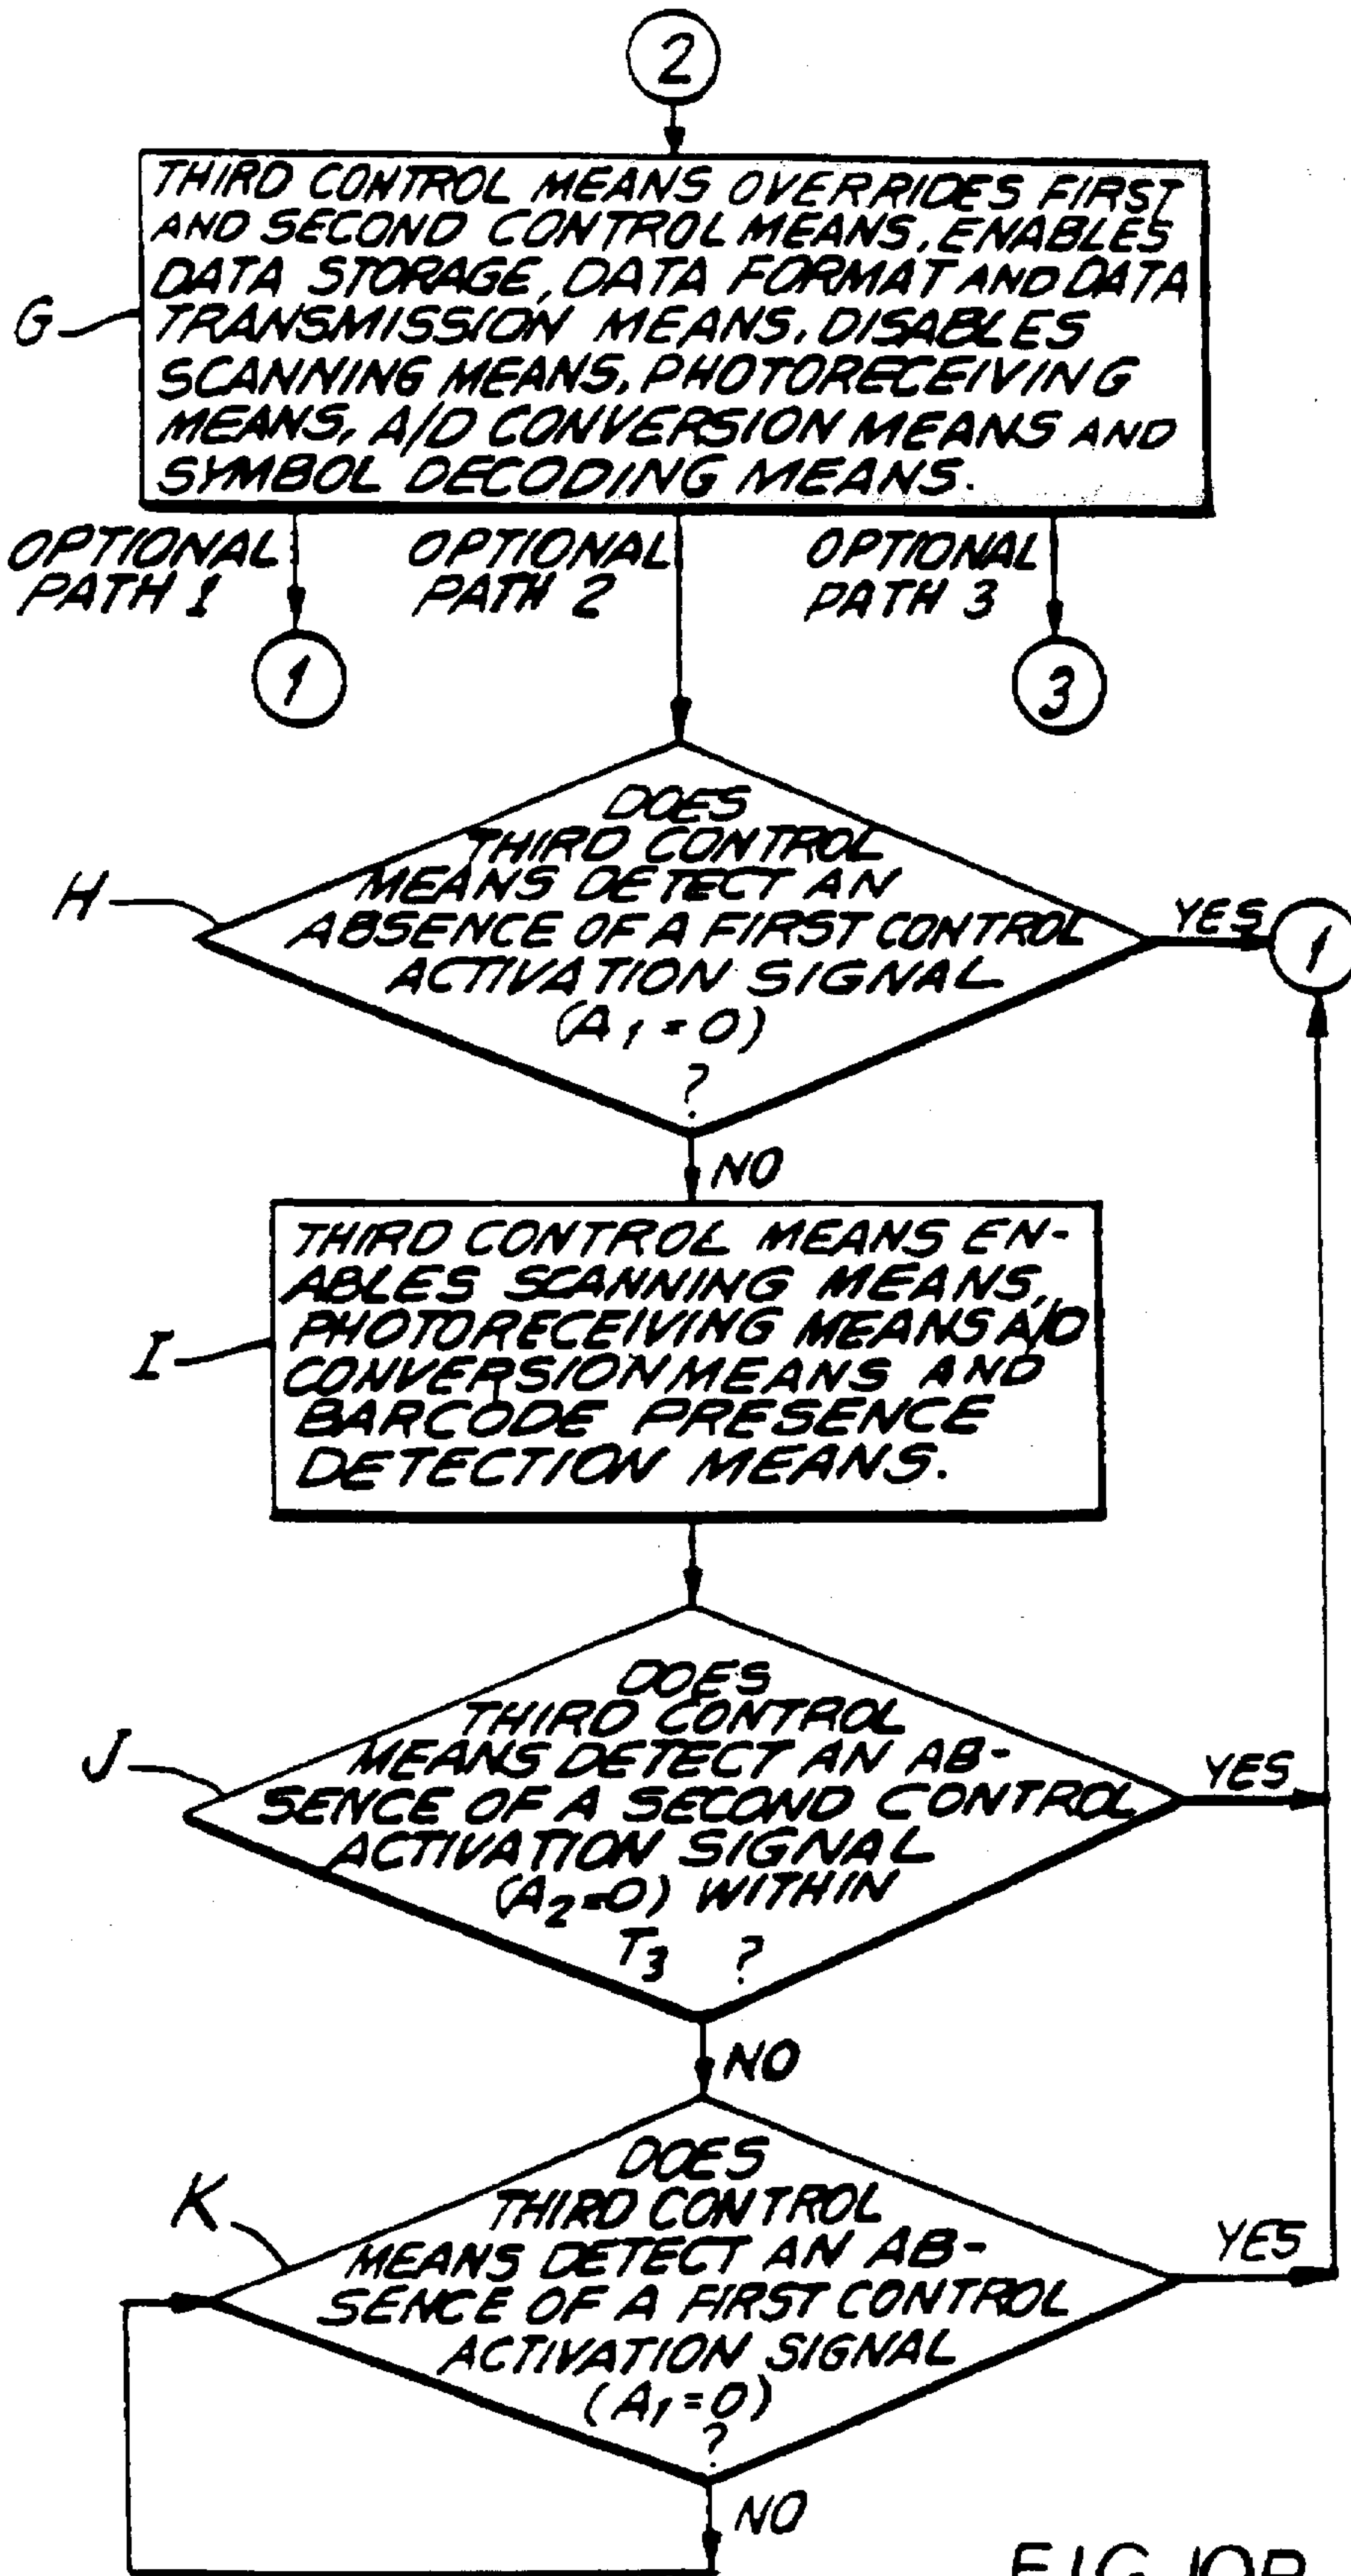 2
THIRD CONTROL MEANS OVERRIDES FIRST
AND SECOND CONTROL MEANS, ENABLES
DATA STORAGE, DATA FORMAT AND DATA
TRANSMISSION MEANS, DISABLES
SCANNING MEANS, PHOTORECEIVING
MEANS, A/D CONVERSION MEANS AND
SYMBOL DECODING MEANS.
G
OPTIONAL
PATH 1
OPTIONAL
PATH 2
OPTIONAL
PATH 3
1
3
DOES
THIRD CONTROL
MEANS DETECT AN
ABSENCE OF A FIRST CONTROL
ACTIVATION SIGNAL
(A1=0)
?
H
YES
1
NO
THIRD CONTROL MEANS EN-
ABLES SCANNING MEANS,
PHOTORECEIVING MEANS A/D
CONVERSION MEANS AND
BARCODE PRESENCE
DETECTION MEANS.
I
DOES
THIRD CONTROL
MEANS DETECT AN AB-
SENCE OF A SECOND CONTROL
ACTIVATION SIGNAL
(A2=0) WITHIN
T3 ?
J
YES
NO
DOES
THIRD CONTROL
MEANS DETECT AN AB-
SENCE OF A FIRST CONTROL
ACTIVATION SIGNAL
(A1=0)
?
K
YES
NO
FIG. 10B